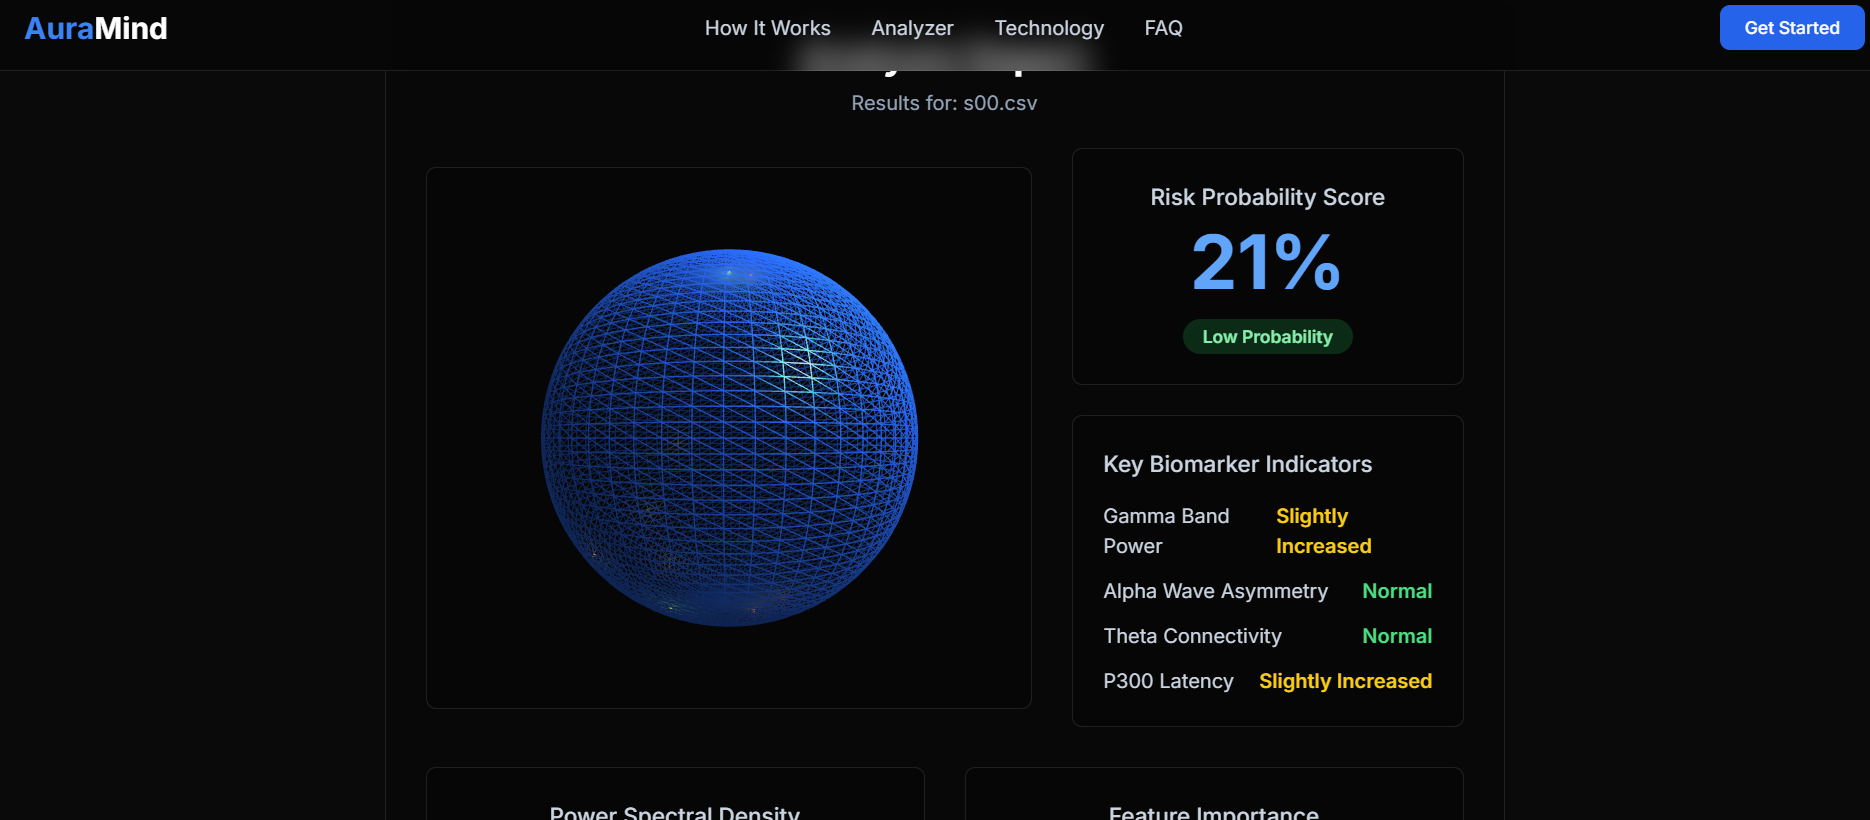 AuraMind
How It Works
Analyzer
Technology
FAQ
Get Started
Results for: s00.csv
Risk Probability Score
21%
Low Probability
Key Biomarker Indicators
Gamma Band
Power
Slightly
Increased
Alpha Wave Asymmetry
Normal
Theta Connectivity
Normal
P300 Latency
Slightly Increased
Power Spectral Density
Feature Importance